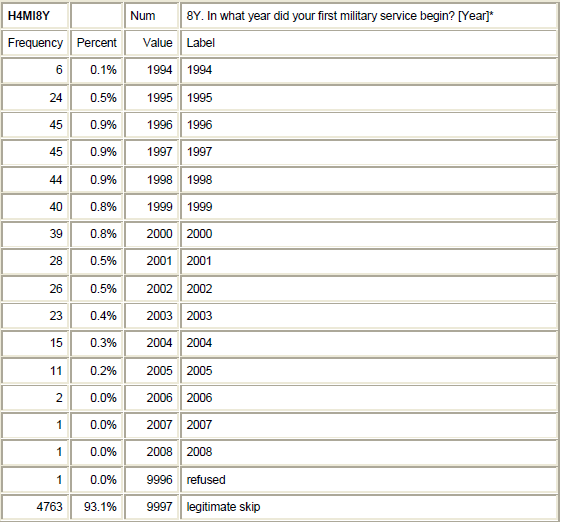 H4MI8Y Num 8Y. In what year did your first military service begin? [Year]*
Frequency Percent Value Label
6 0.1% 1994 1994
24 0.5% 1995 1995
45 0.9% 1996 1996
45 0.9% 1997 1997
44 0.9% 1998 1998
40 0.8% 1999 1999
39 0.8% 2000 2000
28 0.5% 2001 2001
26 0.5% 2002 2002
23 0.4% 2003 2003
15 0.3% 2004 2004
11 0.2% 2005 2005
2 0.0% 2006 2006
1 0.0% 2007 2007
1 0.0% 2008 2008
1 0.0% 9996 refused
4763 93.1% 9997 legitimate skip